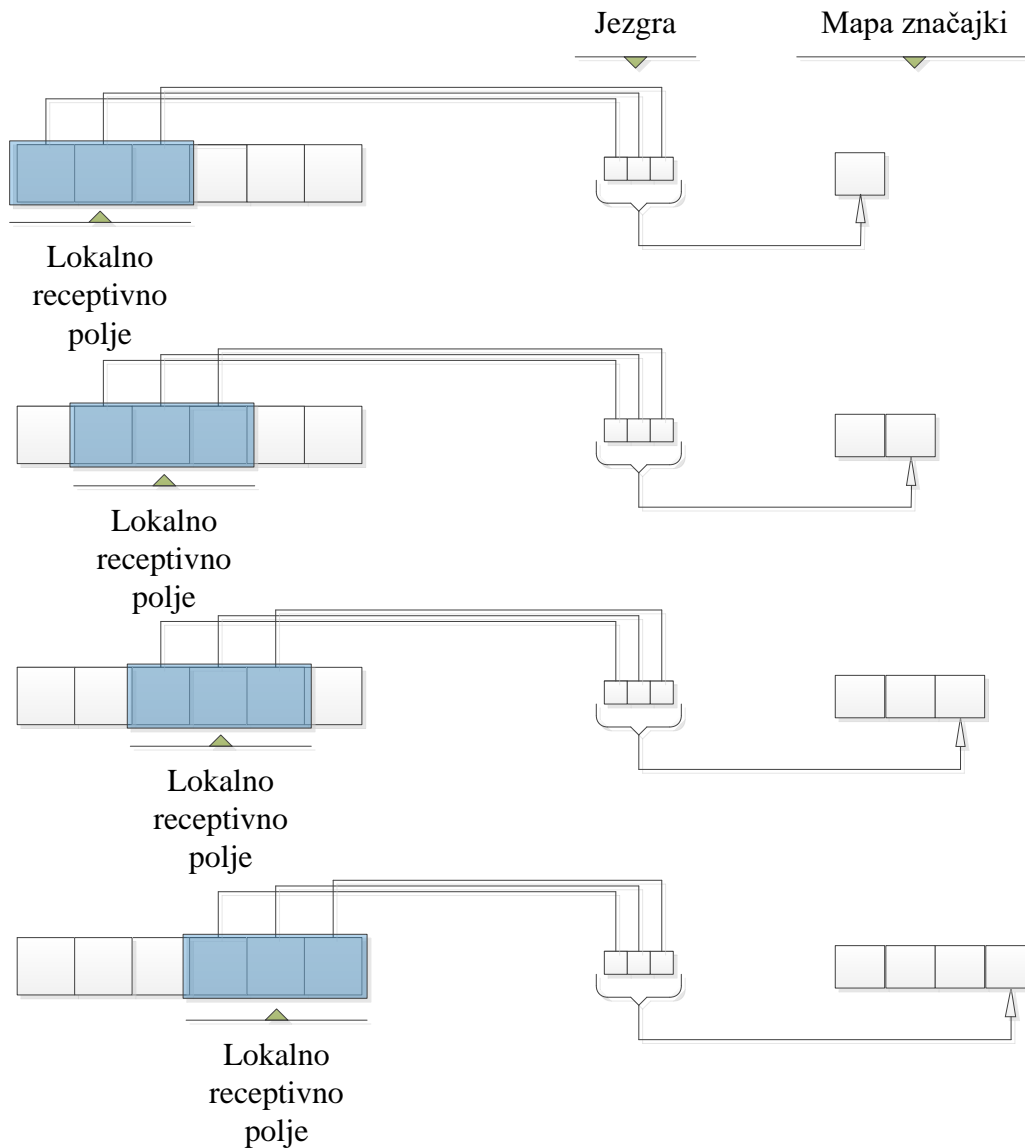 Jezgra
Mapa značajki
Lokalno
receptivno
polje
Lokalno
receptivno
polje
Lokalno
receptivno
polje
Lokalno
receptivno
polje